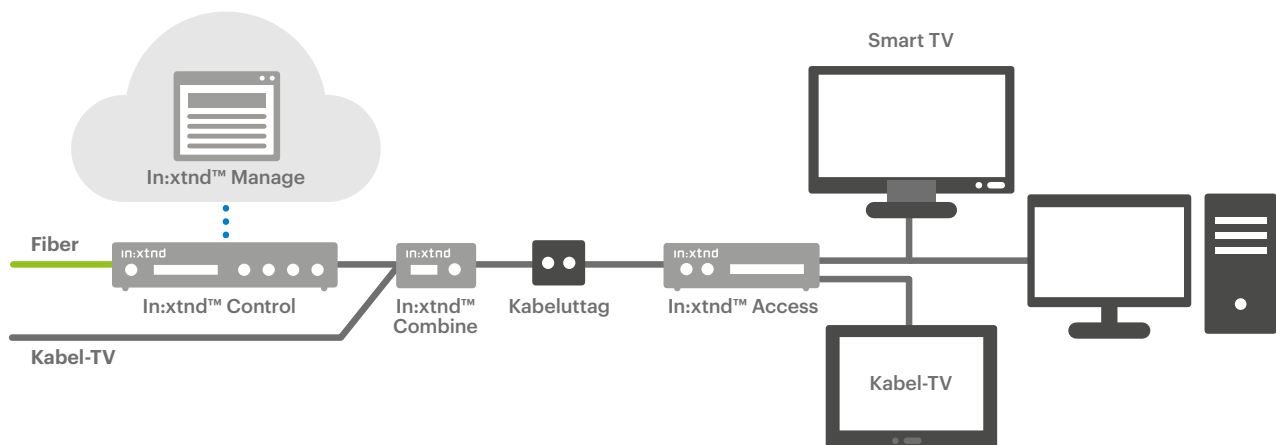 Smart TV
In:xtnd™ Manage
Fiber
in:xtnd
in:xtnd
in:xtnd
In:xtnd™ Control
In:xtnd™
Combine
Kabeluttag
In:xtnd™ Access
Kabel-TV
Kabel-TV